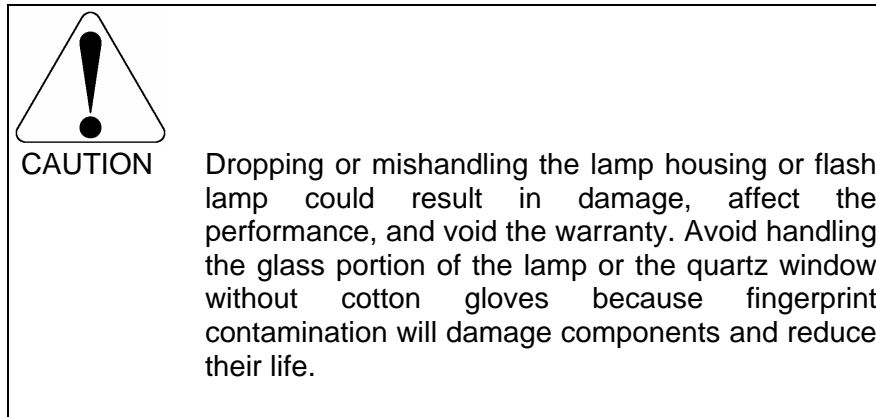 CAUTION Dropping or mishandling the lamp housing or flash
lamp could result in damage, affect the
performance, and void the warranty. Avoid handling
the glass portion of the lamp or the quartz window
without cotton gloves because fingerprint
contamination will damage components and reduce
their life.